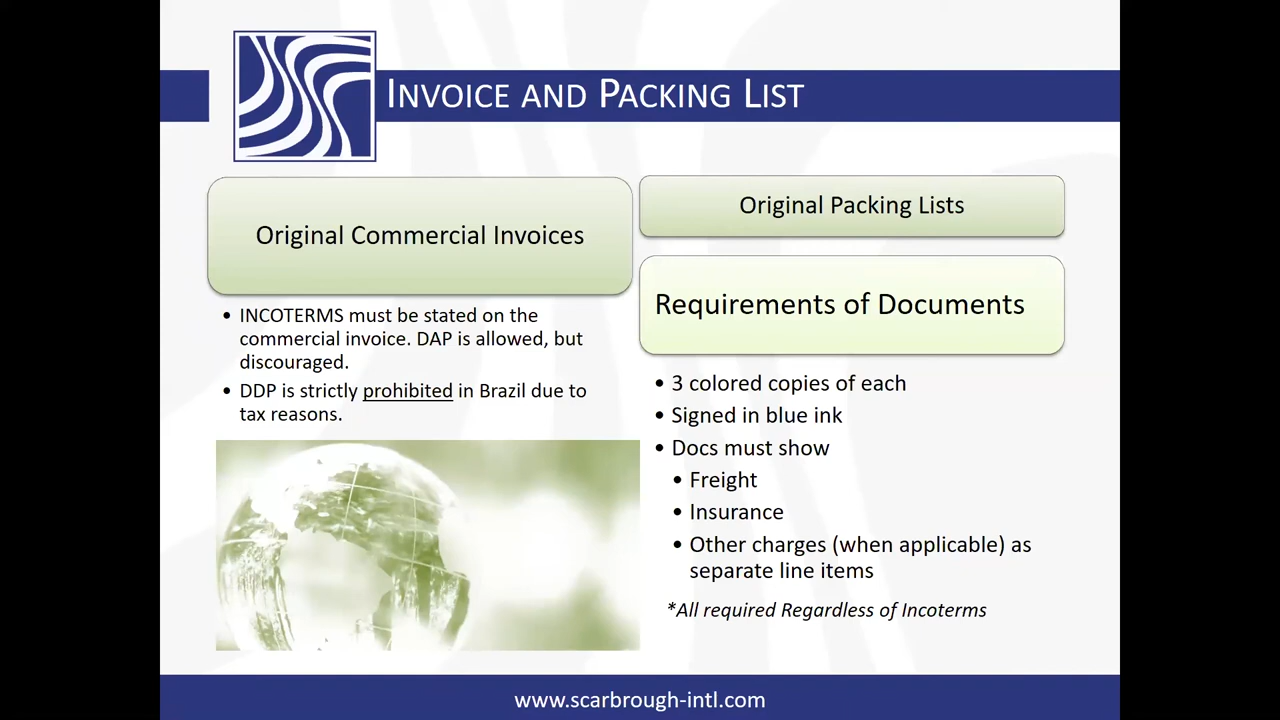 INVOICE AND PACKING LIST
Original Commercial Invoices
• INCOTERMS must be stated on the
commercial invoice. DAP is allowed, but
discouraged.
• DDP is strictly prohibited in Brazil due to
tax reasons.
Original Packing Lists
Requirements of Documents
• 3 colored copies of each
• Signed in blue ink
• Docs must show
• Freight
• Insurance
• Other charges (when applicable) as
separate line items
*All required Regardless of Incoterms
www.scarbrough-intl.com